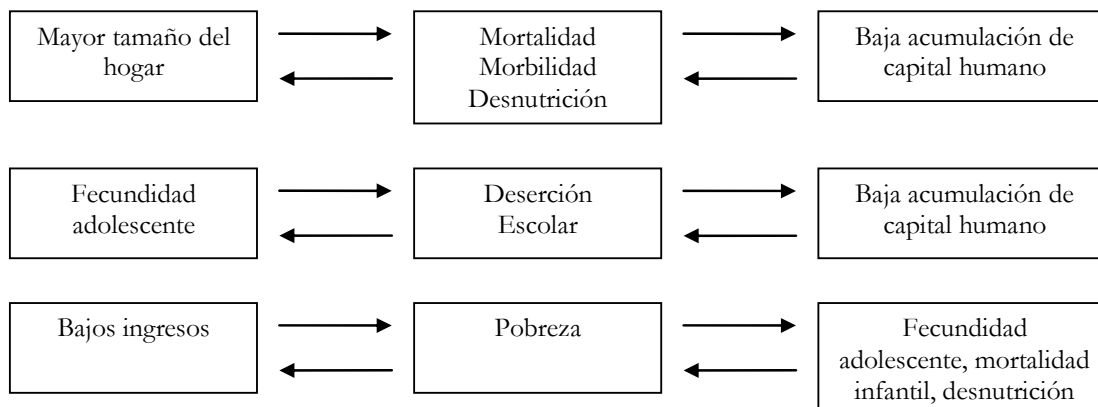 Mayor tamaño del
hogar
Mortalidad
Morbilidad
Desnutrición
Baja acumulación de
capital humano
Fecundidad
adolescente
Deserción
Escolar
Baja acumulación de
capital humano
Bajos ingresos
Pobreza
Fecundidad
adolescente, mortalidad
infantil, desnutrición